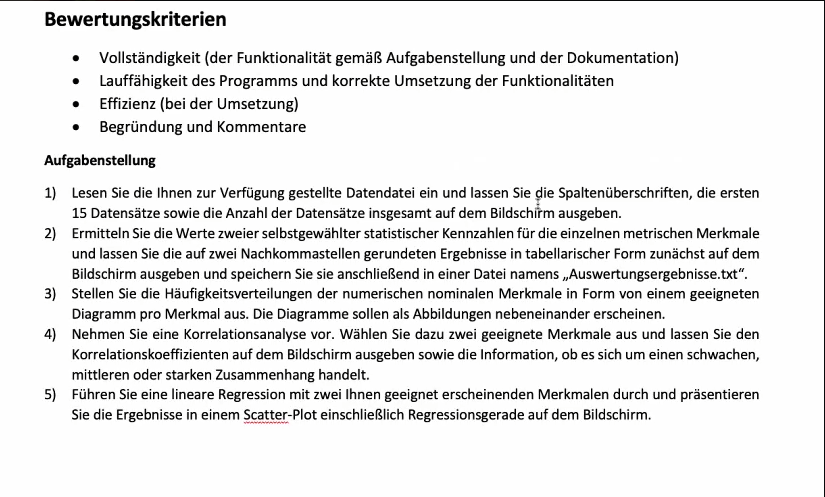 Bewertungskriterien
• Vollständigkeit (der Funktionalität gemäß Aufgabenstellung und der Dokumentation)
• Lauffähigkeit des Programms und korrekte Umsetzung der Funktionalitäten
• Effizienz (bei der Umsetzung)
• Begründung und Kommentare
Aufgabenstellung
1) Lesen Sie die Ihnen zur Verfügung gestellte Datendatei ein und lassen Sie die Spaltenüberschriften, die ersten
15 Datensätze sowie die Anzahl der Datensätze insgesamt auf dem Bildschirm ausgeben.
2) Ermitteln Sie die Werte zweier selbstgewählter statistischer Kennzahlen für die einzelnen metrischen Merkmale
und lassen Sie die auf zwei Nachkommastellen gerundeten Ergebnisse in tabellarischer Form zunächst auf dem
Bildschirm ausgeben und speichern Sie sie anschließend in einer Datei namens „Auswertungsergebnisse.txt“.
3) Stellen Sie die Häufigkeitsverteilungen der numerischen nominalen Merkmale in Form von einem geeigneten
Diagramm pro Merkmal aus. Die Diagramme sollen als Abbildungen nebeneinander erscheinen.
4) Nehmen Sie eine Korrelationsanalyse vor. Wählen Sie dazu zwei geeignete Merkmale aus und lassen Sie den
Korrelationskoeffizienten auf dem Bildschirm ausgeben sowie die Information, ob es sich um einen schwachen,
mittleren oder starken Zusammenhang handelt.
5) Führen Sie eine lineare Regression mit zwei Ihnen geeignet erscheinenden Merkmalen durch und präsentieren
Sie die Ergebnisse in einem Scatter-Plot einschließlich Regressionsgerade auf dem Bildschirm.